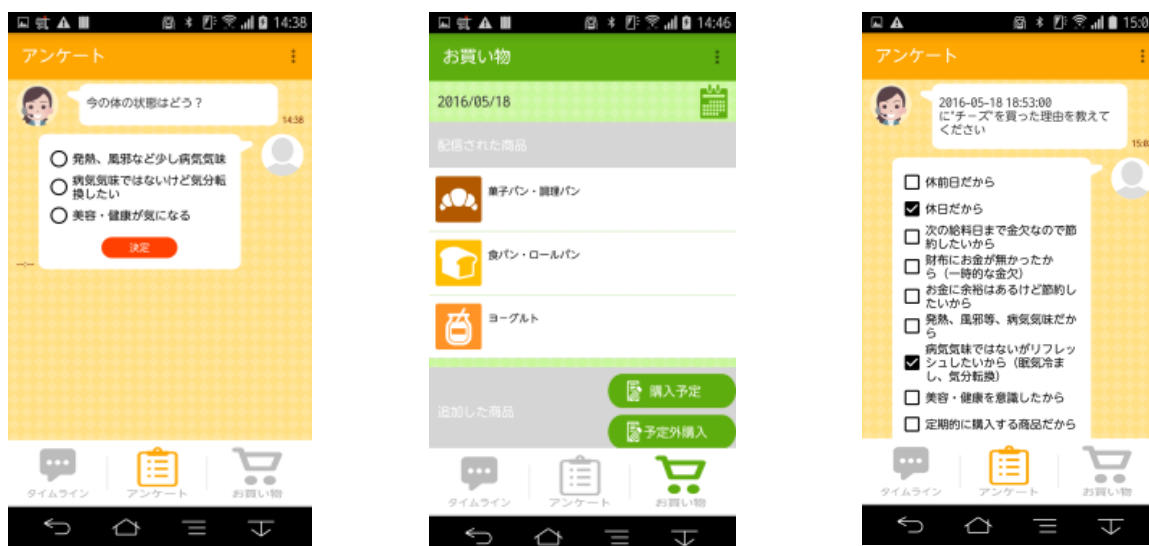 14:38
アンケート
今の体の状態はどう？
14:38
発熱、風邪など少し病気気味
病気気味ではないけど気分転
換したい
美容・健康が気になる
決定
--:--
タイムライン
アンケート
お買い物
14:46
お買い物
2016/05/18
配信された商品
菓子パン・調理パン
食パン・ロールパン
ヨーグルト
追加した商品
購入予定
予定外購入
タイムライン
アンケート
お買い物
15:0
アンケート
2016-05-18 18:53:00
に"チーズ"を買った理由を教えて
ください
15:0
休前日だから
休日だから
次の給料日まで金欠なので節
約したいから
財布にお金が無かったか
ら（一時的な金欠）
お金に余裕はあるけど節約し
たいから
発熱、風邪等、病気気味だか
ら
病気気味ではないがリフレッ
シュしたいから（眠気冷ま
し、気分転換）
美容・健康を意識したから
定期的に購入する商品だから
タイムライン
アンケート
お買い物